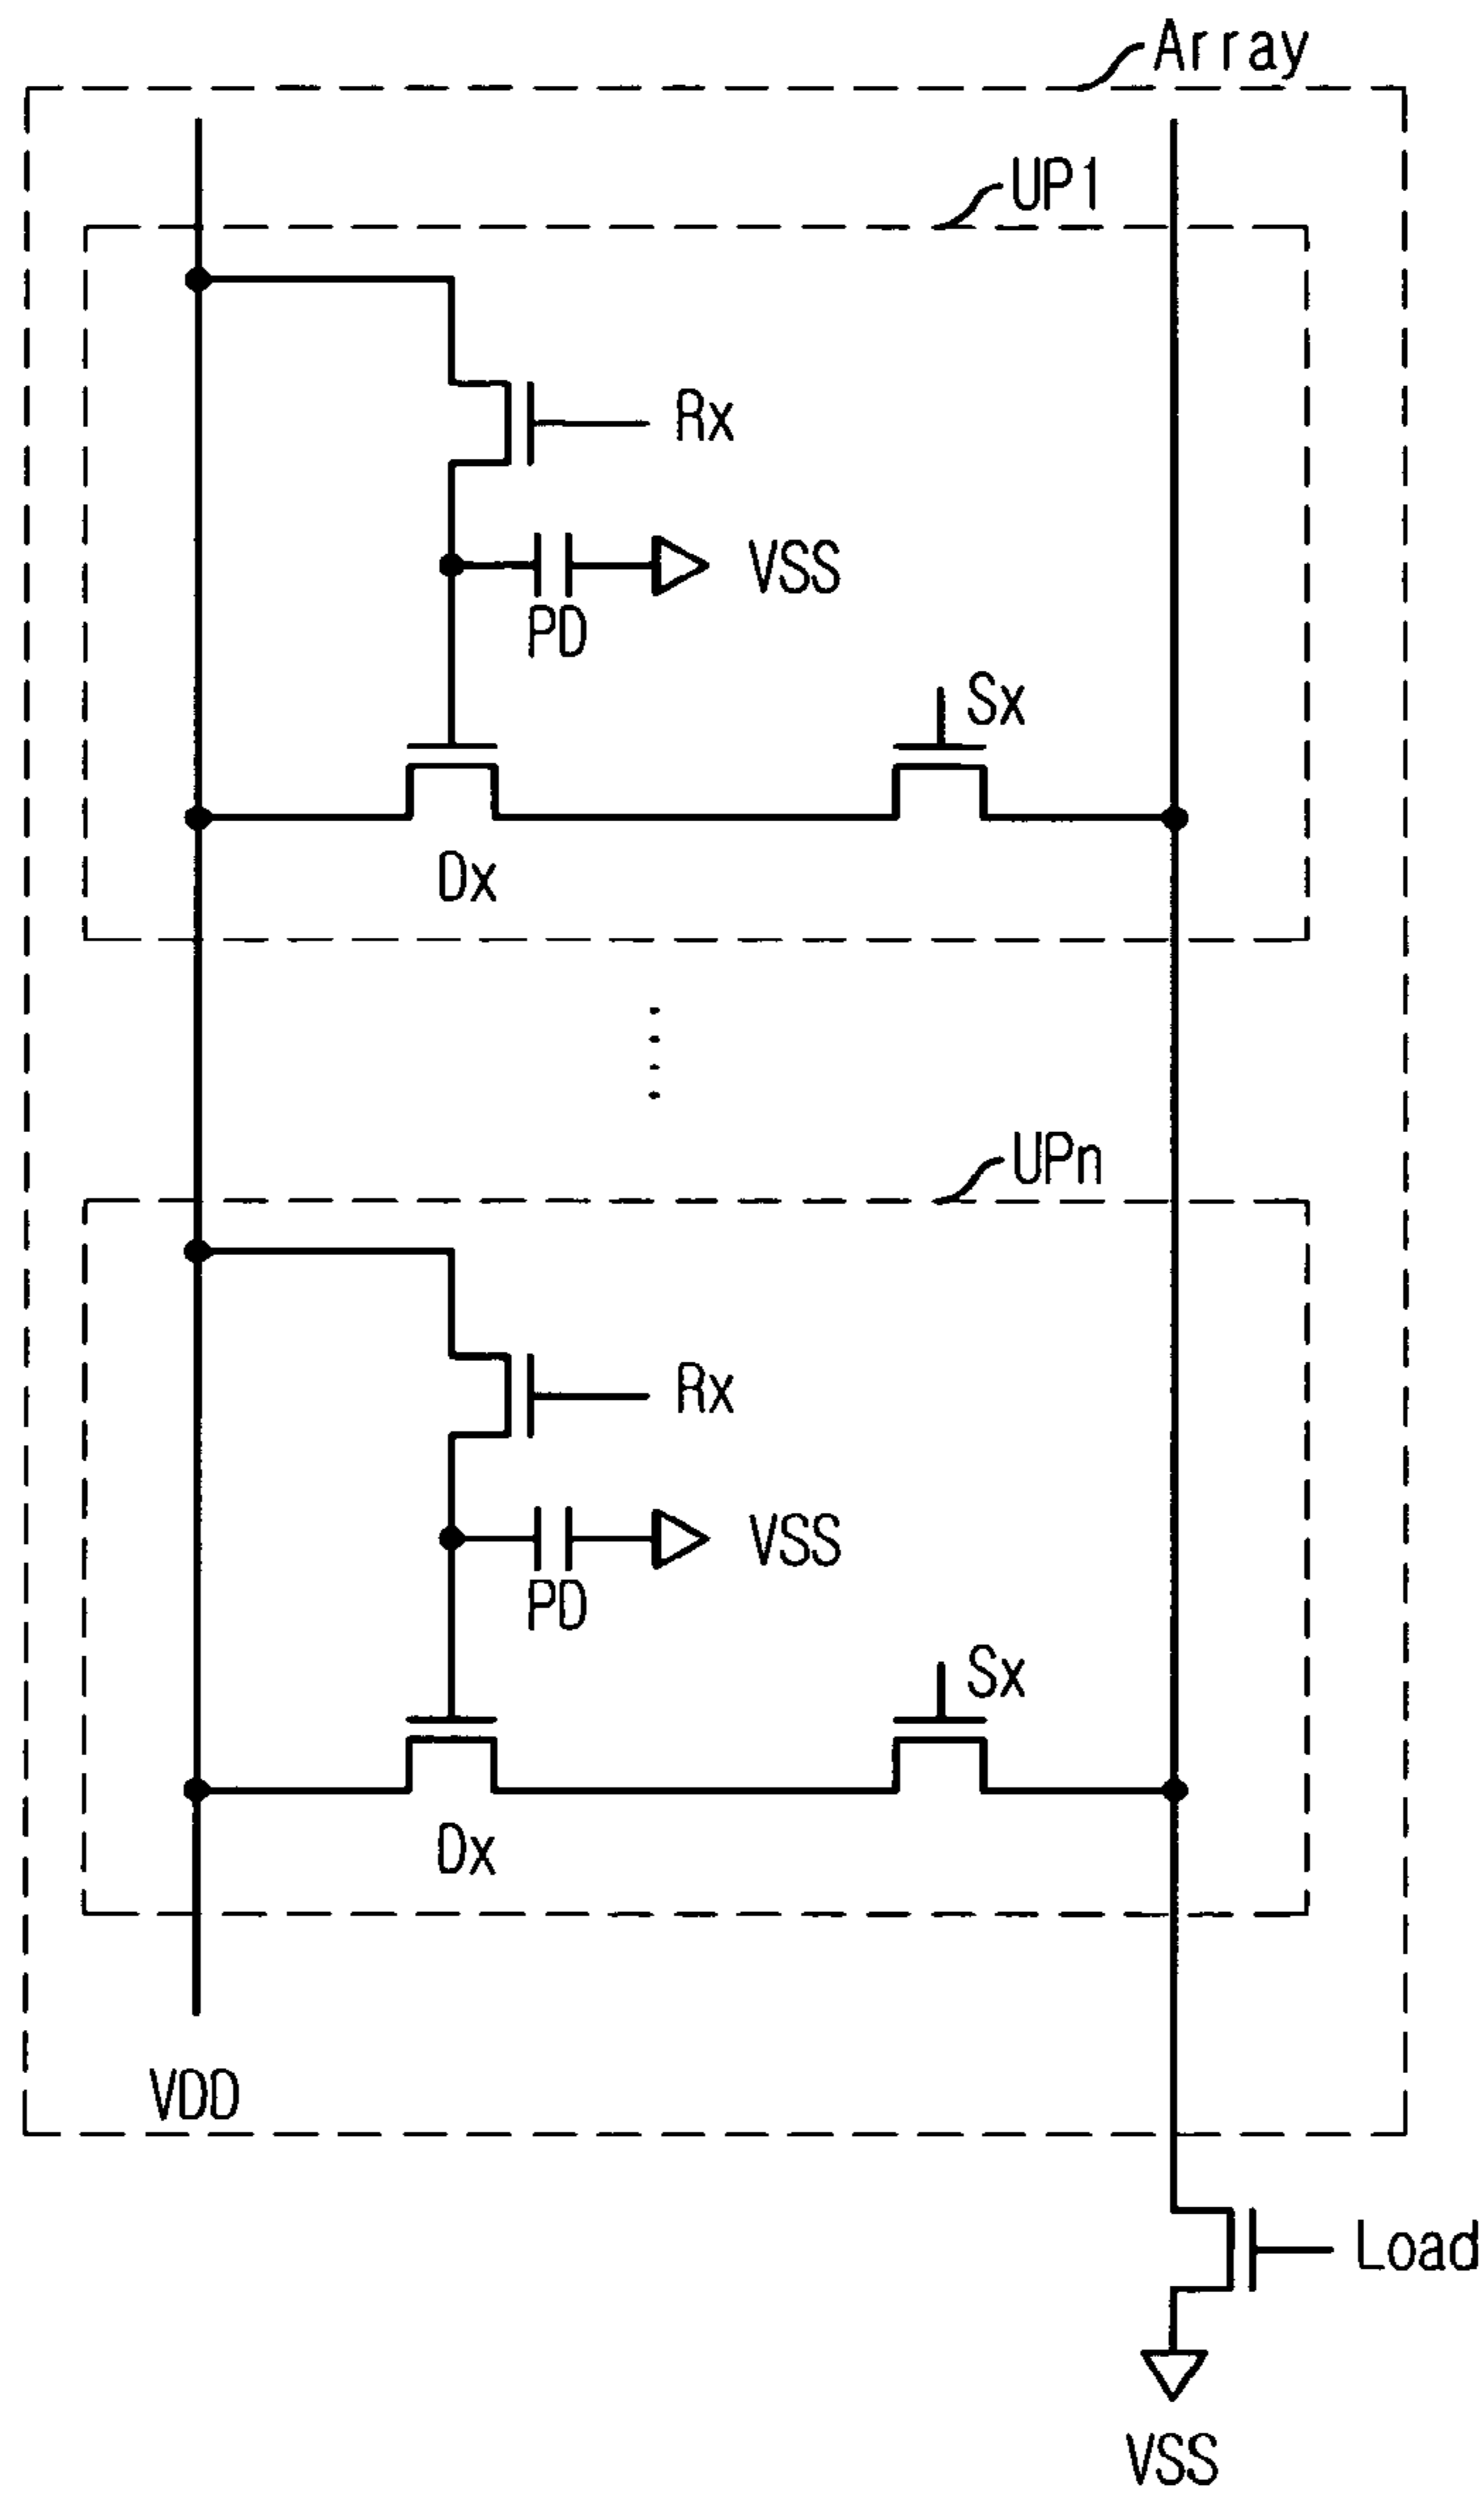 Array
UP1
Rx
VSS
PD
Sx
Dx
UPn
Rx
VSS
PD
Sx
Dx
VDD
Load
VSS